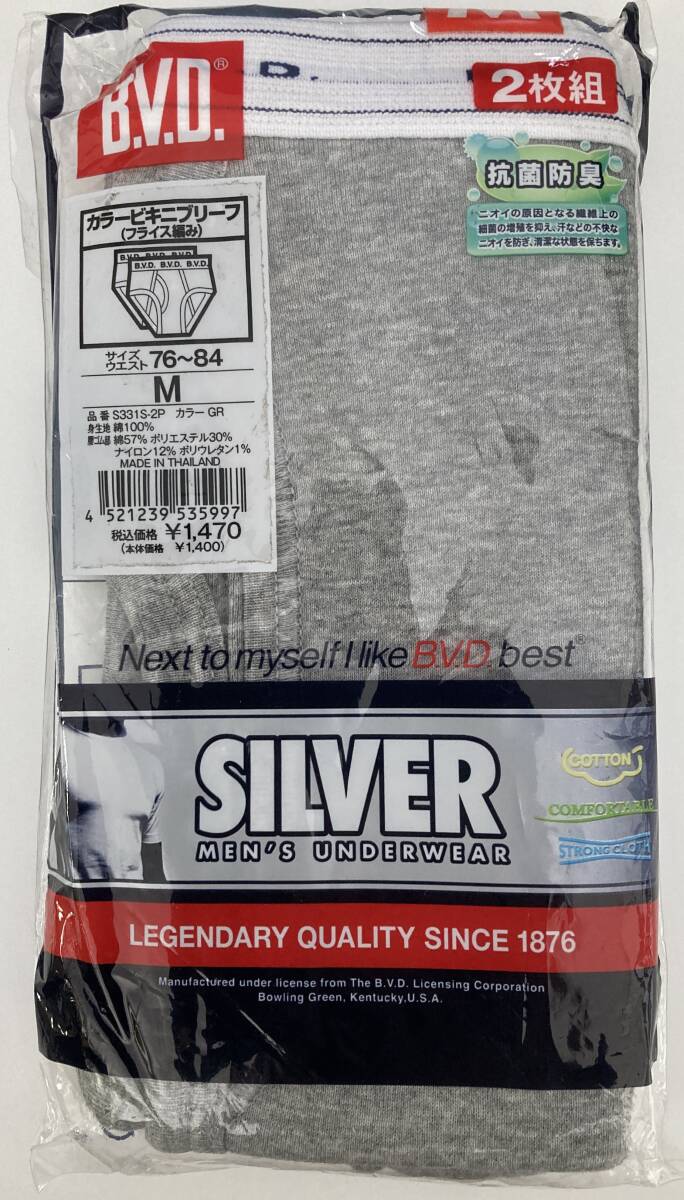 B.V.D.®
D.
M
2枚組
抗菌防臭
ニオイの原因となる繊維上の
細菌の増殖を抑え、汗などの不快な
ニオイを防ぎ、清潔な状態を保ちます。
カラービキニブリーフ
(フライス編み)
B.V.D. B.V.D. B.V.D.
サイズ
ウエスト 76〜84
M
品番 S331S-2P カラー GR
身生地 綿100%
腰ゴム部 綿57% ポリエステル30%
ナイロン12% ポリウレタン1%
MADE IN THAILAND
4 521239 535997
税込価格 ¥1,470
(本体価格 ¥1,400)
Next to myself I like B.V.D. best®
SILVER
MEN'S UNDERWEAR
COTTON
COMFORTABLE
STRONG CLOTH
LEGENDARY QUALITY SINCE 1876
Manufactured under license from The B.V.D. Licensing Corporation
Bowling Green, Kentucky,U.S.A.